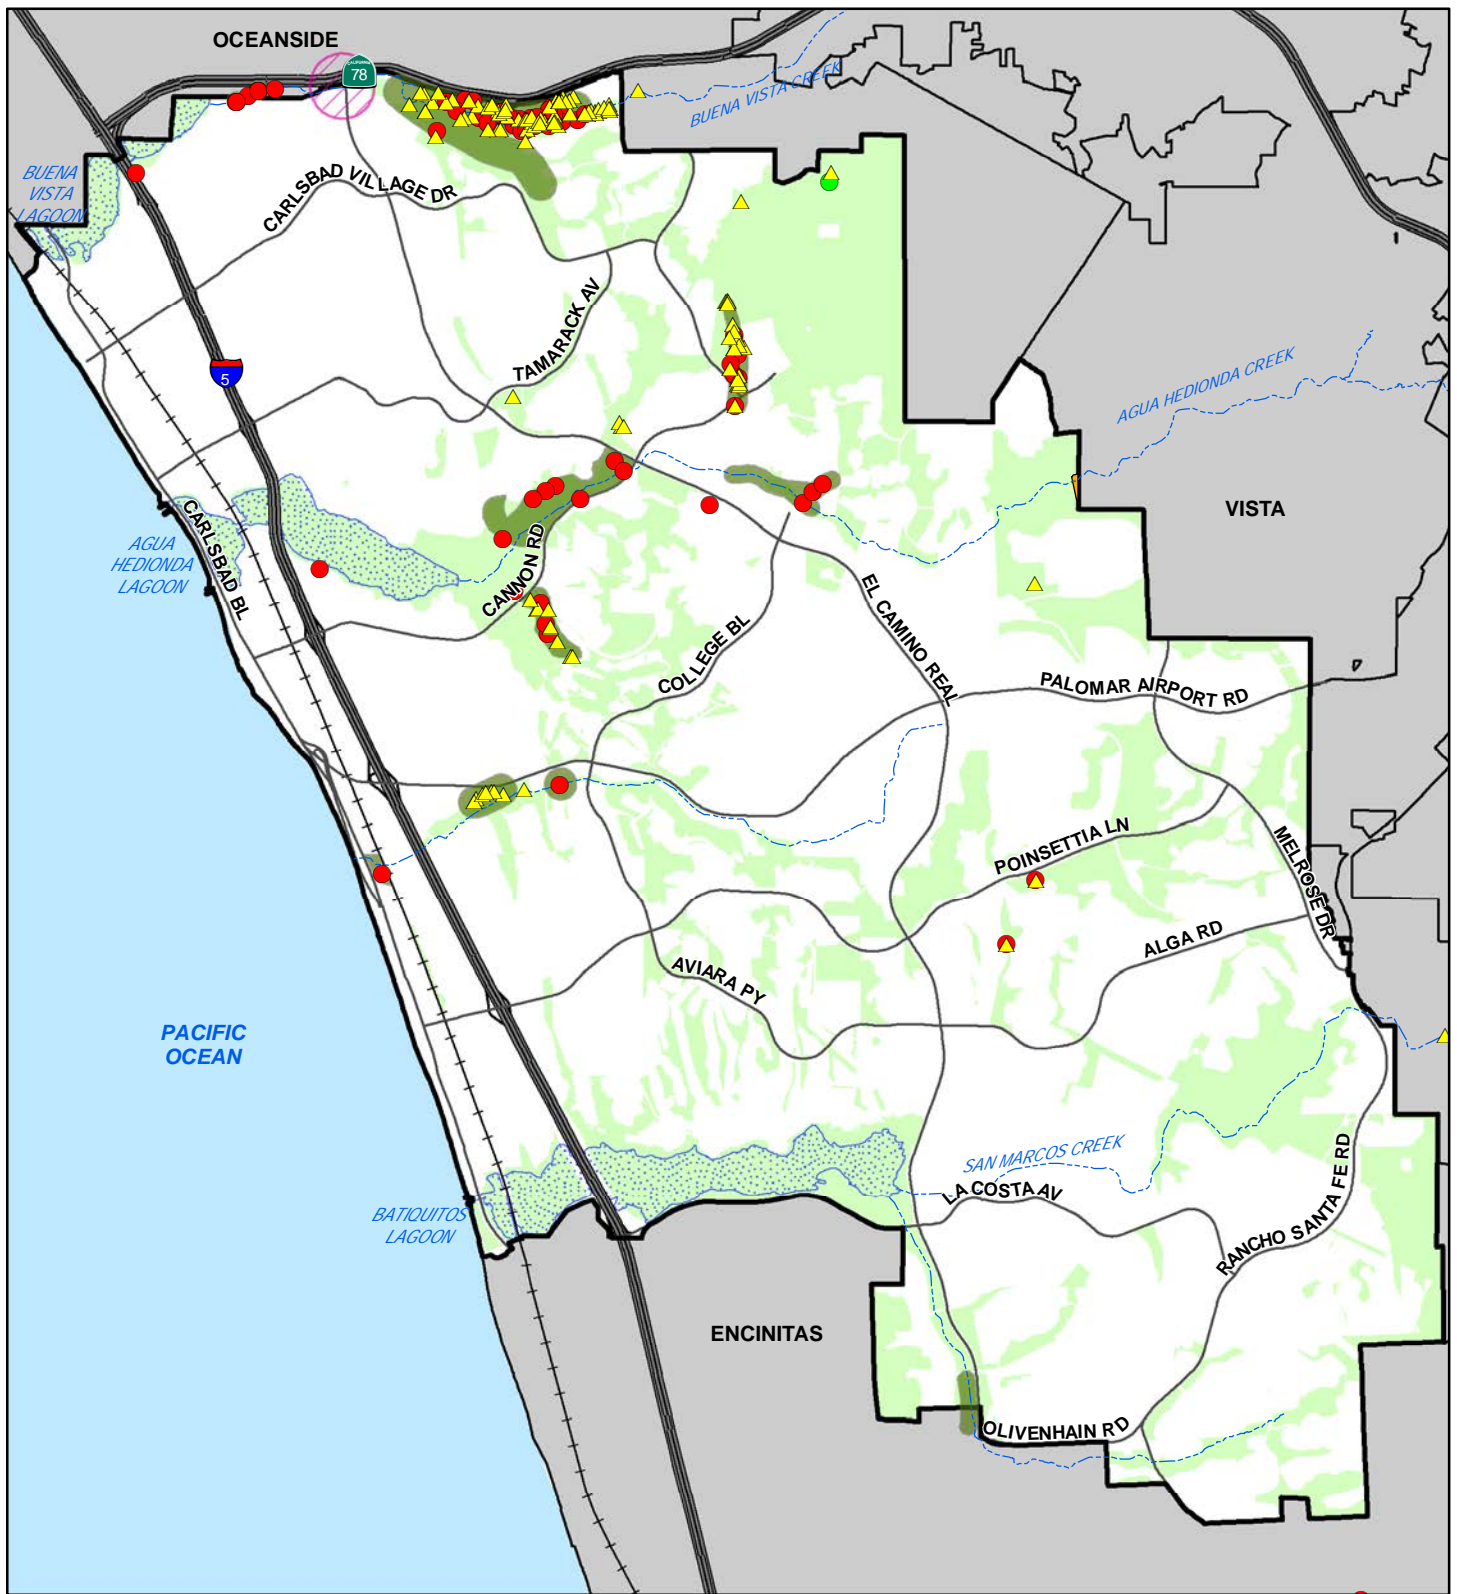 OCEANSIDE
CALIFORNIA
78
BUENA VISTA CREEK
BUENA
VISTA
LAGOON
CARLSBAD VILLAGE DR
TAMARACK AV
5
AGUA HEDIONDA CREEK
VISTA
CARLSBAD BL
AGUA
HEDIONDA
LAGOON
CANNON RD
EL CAMINO REAL
COLLEGE BL
PALOMAR AIRPORT RD
POINSETTIA LN
MELROSE DR
ALGA RD
AVIARA PY
PACIFIC
OCEAN
SAN MARCOS CREEK
LA COSTA AV
RANCHO SANTA FE RD
BATIQUITOS
LAGOON
ENCINITAS
OLIVENHAIN RD